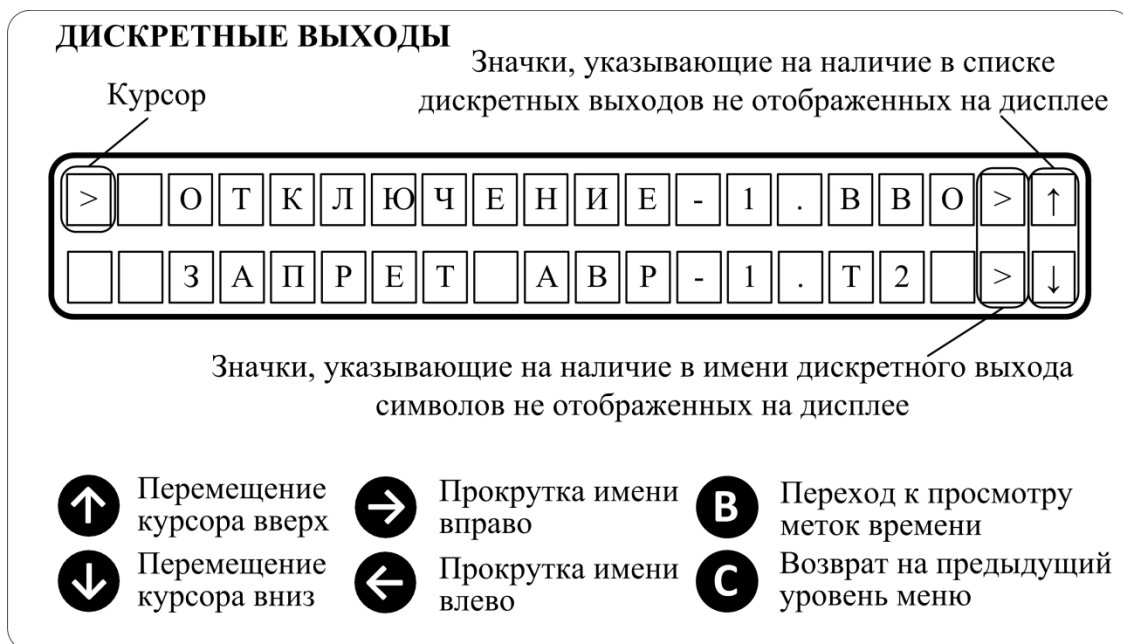 ДИСКРЕТНЫЕ ВЫХОДЫ
Значки, указывающие на наличие в списке
дискретных выходов не отображенных на дисплее
Курсор
> ОТКЛЮЧЕНИЕ-1.ВВО>↑
ЗАПРЕТ АВР-1.Т2 >↓
Значки, указывающие на наличие в имени дискретного выхода
символов не отображенных на дисплее
↑ Перемещение
курсора вверх
→ Прокрутка имени
вправо
B Переход к просмотру
меток времени
↓ Перемещение
курсора вниз
← Прокрутка имени
влево
C Возврат на предыдущий
уровень меню